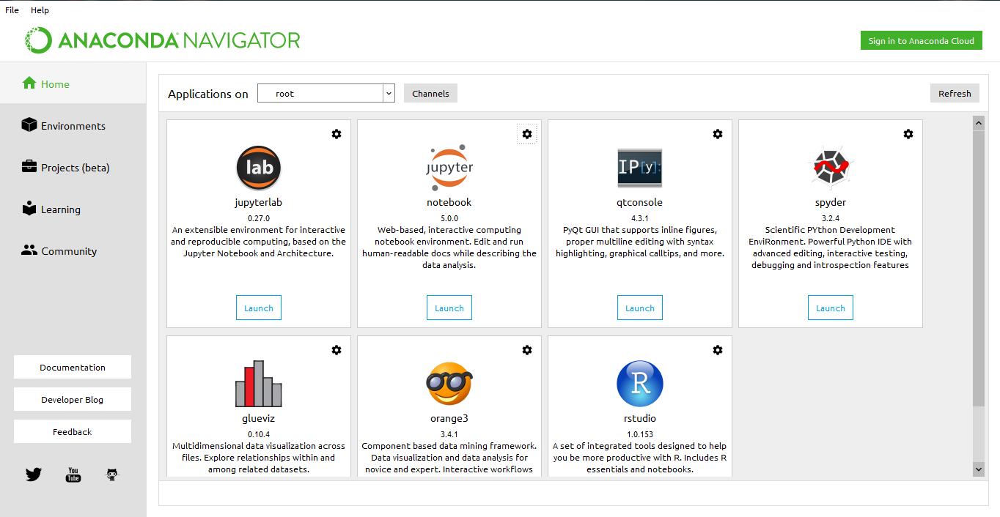 File Help
ANACONDA NAVIGATOR
Sign in to Anaconda Cloud
Home
Environments
Projects (beta)
Learning
Community
Documentation
Developer Blog
Feedback
You
Tube
Applications on root Channels Refresh
lab
jupyterlab
0.27.0
An extensible environment for interactive
and reproducible computing, based on the
Jupyter Notebook and Architecture.
Launch
jupyter
notebook
5.0.0
Web-based, interactive computing
notebook environment. Edit and run
human-readable docs while describing the
data analysis.
Launch
IP[y]:
qtconsole
4.3.1
PyQt GUI that supports inline figures,
proper multiline editing with syntax
highlighting, graphical calltips, and more.
Launch
spyder
3.2.4
Scientific PYthon Development
EnviRonment. Powerful Python IDE with
advanced editing, interactive testing,
debugging and introspection features
Launch
glueviz
0.10.4
Multidimensional data visualization across
files. Explore relationships within and
among related datasets.
orange3
3.4.1
Component based data mining framework.
Data visualization and data analysis for
novice and expert. Interactive workflows
R
rstudio
1.0.153
A set of integrated tools designed to help
you be more productive with R. Includes R
essentials and notebooks.